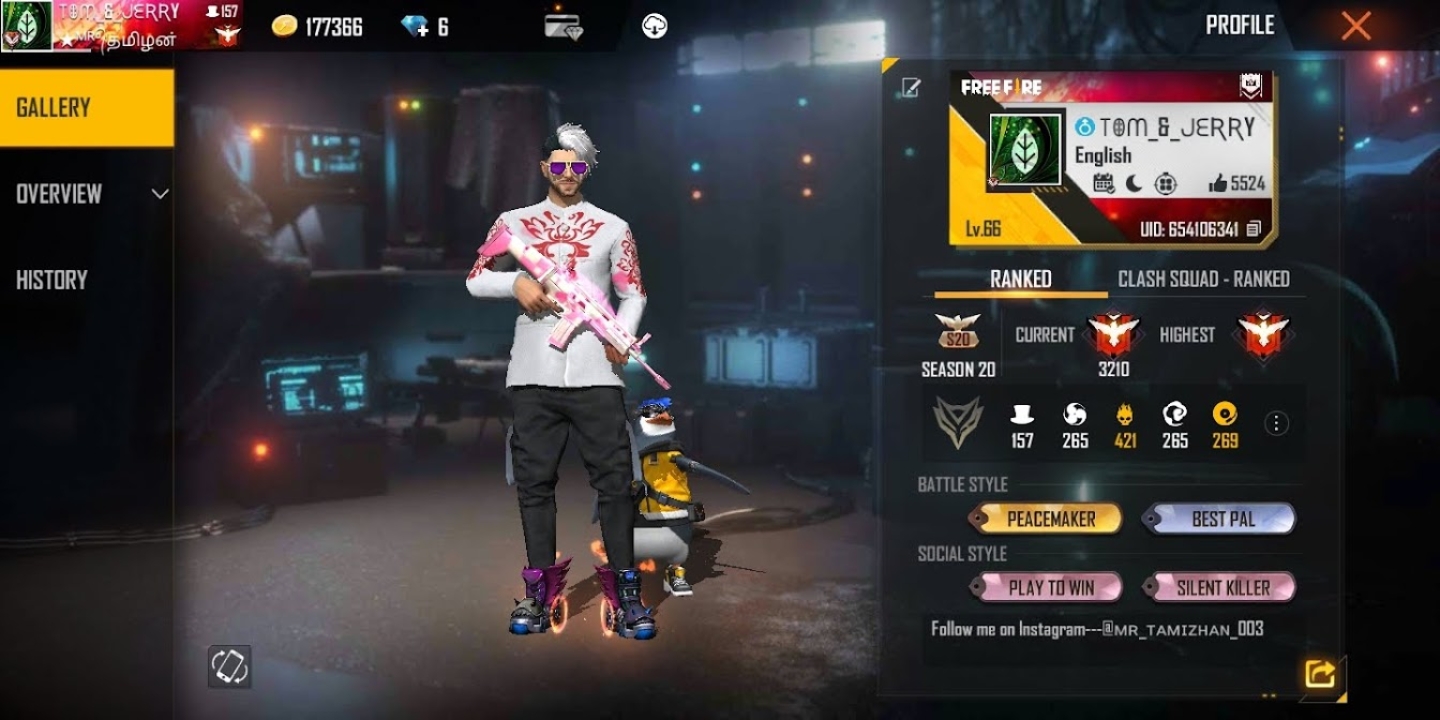 TOM_&_JERRY
157
★MR᭄தமிழன்
177366
6
PROFILE
GALLERY
OVERVIEW
HISTORY
FREE FIRE
TOM_&_JERRY
English
5524
Lv.66
UID: 654106341
RANKED
CLASH SQUAD - RANKED
S20
SEASON 20
CURRENT
3210
HIGHEST
157
265
421
265
269
BATTLE STYLE
PEACEMAKER
BEST PAL
SOCIAL STYLE
PLAY TO WIN
SILENT KILLER
Follow me on Instagram---@MR_TAMIZHAN_003